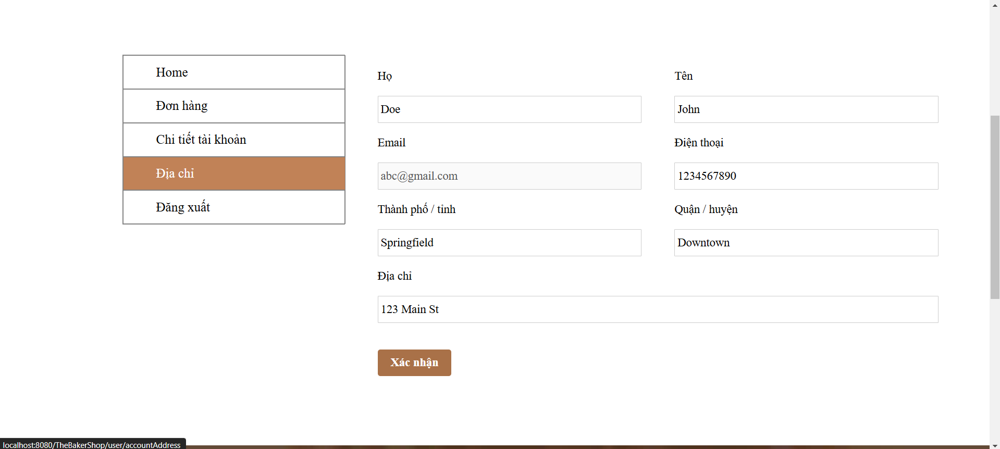 Home
Đơn hàng
Chi tiết tài khoản
Địa chỉ
Đăng xuất
Họ
Tên
Doe
John
Email
Điện thoại
abc@gmail.com
1234567890
Thành phố / tỉnh
Quận / huyện
Springfield
Downtown
Địa chỉ
123 Main St
Xác nhận
localhost:8080/TheBakerShop/user/accountAddress